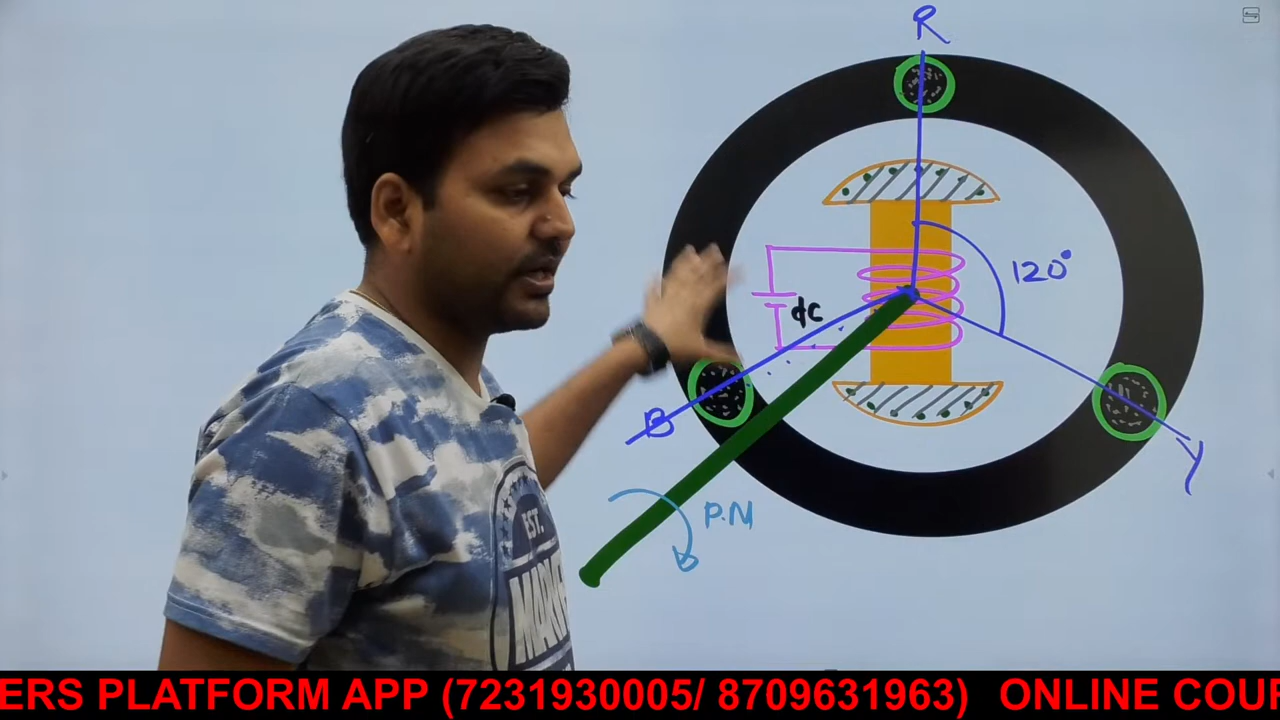 R
120°
dc
B
Y
P.M
EST.
ERS PLATFORM APP (7231930005/ 8709631963) ONLINE COUR